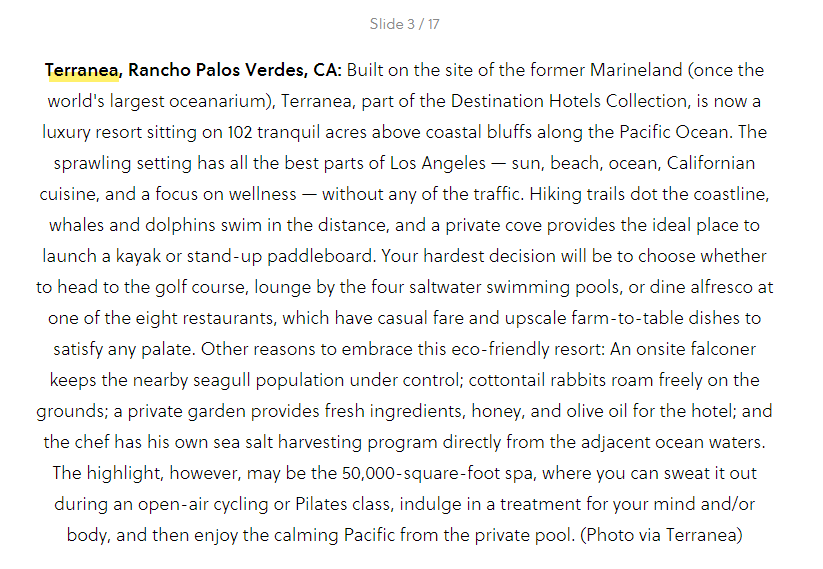 Slide 3 / 17
Terranea, Rancho Palos Verdes, CA: Built on the site of the former Marineland (once the
world's largest oceanarium), Terranea, part of the Destination Hotels Collection, is now a
luxury resort sitting on 102 tranquil acres above coastal bluffs along the Pacific Ocean. The
sprawling setting has all the best parts of Los Angeles — sun, beach, ocean, Californian
cuisine, and a focus on wellness — without any of the traffic. Hiking trails dot the coastline,
whales and dolphins swim in the distance, and a private cove provides the ideal place to
launch a kayak or stand-up paddleboard. Your hardest decision will be to choose whether
to head to the golf course, lounge by the four saltwater swimming pools, or dine alfresco at
one of the eight restaurants, which have casual fare and upscale farm-to-table dishes to
satisfy any palate. Other reasons to embrace this eco-friendly resort: An onsite falconer
keeps the nearby seagull population under control; cottontail rabbits roam freely on the
grounds; a private garden provides fresh ingredients, honey, and olive oil for the hotel; and
the chef has his own sea salt harvesting program directly from the adjacent ocean waters.
The highlight, however, may be the 50,000-square-foot spa, where you can sweat it out
during an open-air cycling or Pilates class, indulge in a treatment for your mind and/or
body, and then enjoy the calming Pacific from the private pool. (Photo via Terranea)